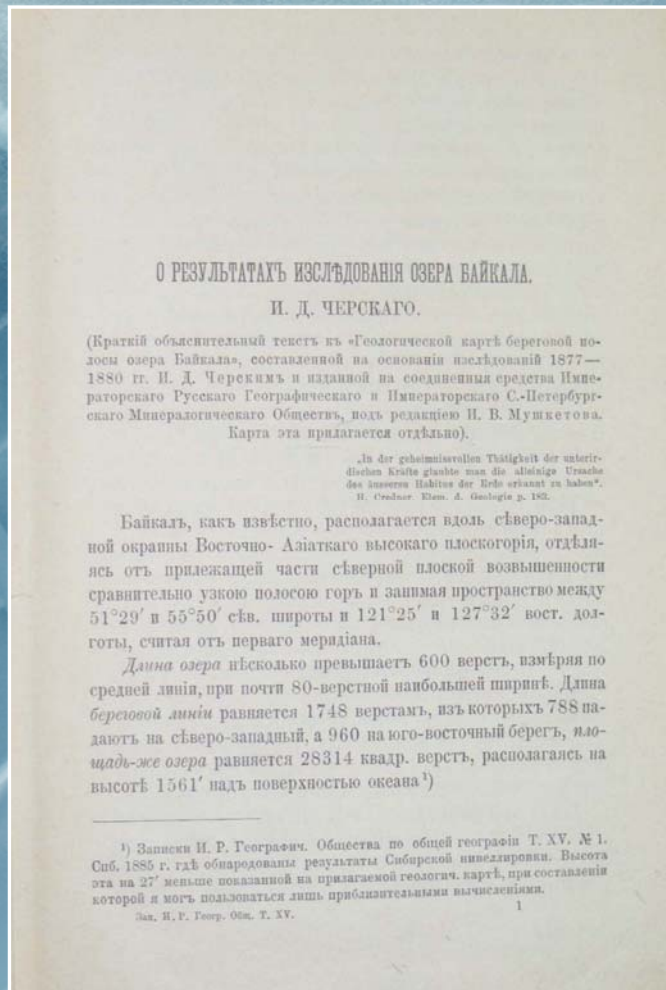 О РЕЗУЛЬТАТАХЪ ИЗСЛѢДОВАНІЯ ОЗЕРА БАЙКАЛА.
И. Д. ЧЕРСКАГО.
(Краткій объяснительный текстъ къ «Геологической картѣ береговой по-
лосы озера Байкала», составленной на основаніи изслѣдованій 1877—
1880 гг. И. Д. Черскимъ и изданной на соединенныя средства Импе-
раторскаго Русскаго Географическаго и Императорскаго С.-Петербург-
скаго Минералогическаго Обществъ, подъ редакціею И. В. Мушкетова.
Карта эта прилагается отдѣльно).
„In der geheimnissvollen Thätigkeit der unterir-
dischen Kräfte glaubte man die alleinige Ursache
des äusseren Habitus der Erde erkannt zu haben“.
H. Credner. Elem. d. Geologie p. 182.
Байкалъ, какъ извѣстно, располагается вдоль сѣверо-запад-
ной окраины Восточно- Азіаткаго высокаго плоскогорія, отдѣля-
ясь отъ прилежащей части сѣверной плоской возвышенности
сравнительно узкою полосою горъ и занимая пространство между
51°29′ и 55°50′ сѣв. широты и 121°25′ и 127°32′ вост. дол-
готы, считая отъ перваго меридіана.
Длина озера нѣсколько превышаетъ 600 верстъ, измѣряя по
средней линіи, при почти 80-верстной наибольшей ширинѣ. Длина
береговой линіи равняется 1748 верстамъ, изъ которыхъ 788 па-
даютъ на сѣверо-западный, а 960 на юго-восточный берегъ, пло-
щадь-же озера равняется 28314 квадр. верстъ, располагаясь на
высотѣ 1561′ надъ поверхностью океана ¹)
¹) Записки И. Р. Географич. Общества по общей географіи Т. XV. № 1.
Спб. 1885 г. гдѣ обнародованы результаты Сибирской нивеллировки. Высота
эта на 27′ меньше показанной на прилагаемой геологич. картѣ, при составленіи
которой я могъ пользоваться лишь приблизительными вычисленіями.
Зап. И. Р. Геогр. Общ. Т. XV.
1